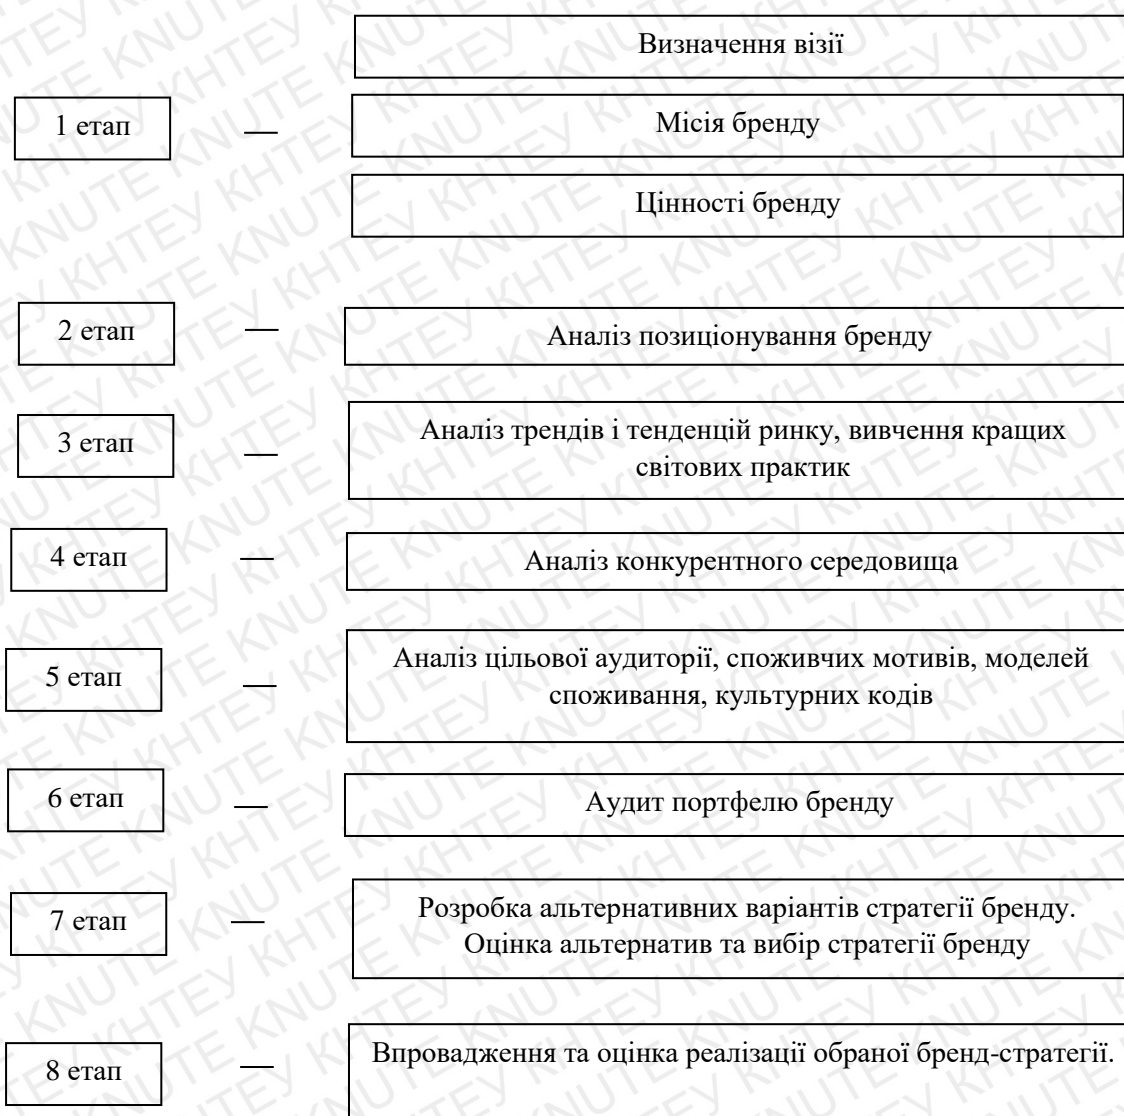 Визначення візії
1 етап
—
Місія бренду
Цінності бренду
2 етап
—
Аналіз позиціонування бренду
3 етап
—
Аналіз трендів і тенденцій ринку, вивчення кращих
світових практик
4 етап
—
Аналіз конкурентного середовища
5 етап
—
Аналіз цільової аудиторії, споживчих мотивів, моделей
споживання, культурних кодів
6 етап
—
Аудит портфелю бренду
7 етап
—
Розробка альтернативних варіантів стратегії бренду.
Оцінка альтернатив та вибір стратегії бренду
8 етап
—
Впровадження та оцінка реалізації обраної бренд-стратегії.